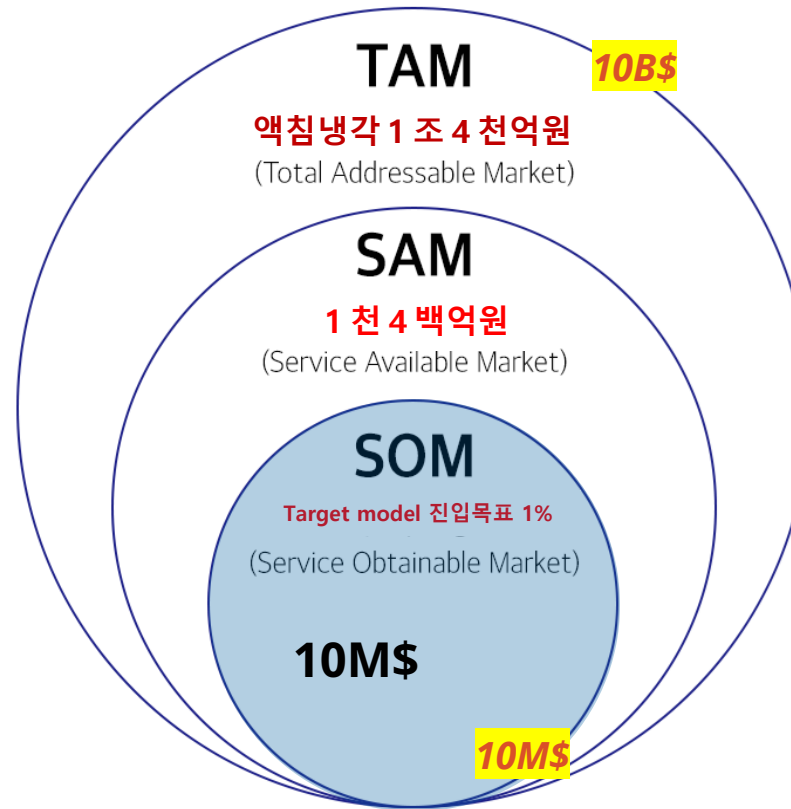 TAM
10B$
액침냉각 1 조 4 천억원
(Total Addressable Market)
SAM
1 천 4 백억원
(Service Available Market)
SOM
Target model 진입목표 1%
(Service Obtainable Market)
10M$
10M$